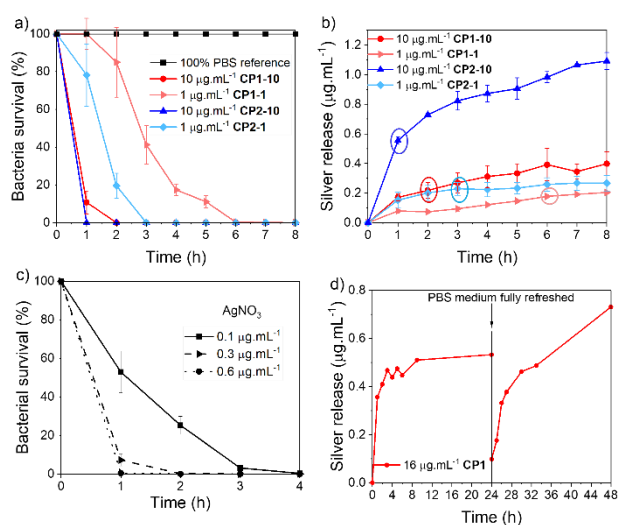 a)
Bacteria survival (%)
100
80
60
40
20
0
100% PBS reference
10 µg.mL⁻¹ CP1-10
1 µg.mL⁻¹ CP1-1
10 µg.mL⁻¹ CP2-10
1 µg.mL⁻¹ CP2-1
0 1 2 3 4 5 6 7 8
Time (h)
b)
Silver release (µg.mL⁻¹)
1.2
1.0
0.8
0.6
0.4
0.2
0.0
10 µg.mL⁻¹ CP1-10
1 µg.mL⁻¹ CP1-1
10 µg.mL⁻¹ CP2-10
1 µg.mL⁻¹ CP2-1
0 1 2 3 4 5 6 7 8
Time (h)
c)
Bacterial survival (%)
100
80
60
40
20
0
AgNO₃
0.1 µg.mL⁻¹
0.3 µg.mL⁻¹
0.6 µg.mL⁻¹
0 1 2 3 4
Time (h)
d)
PBS medium fully refreshed
Silver release (µg.mL⁻¹)
0.8
0.6
0.4
0.2
0.0
16 µg.mL⁻¹ CP1
0 6 12 18 24 30 36 42 48
Time (h)